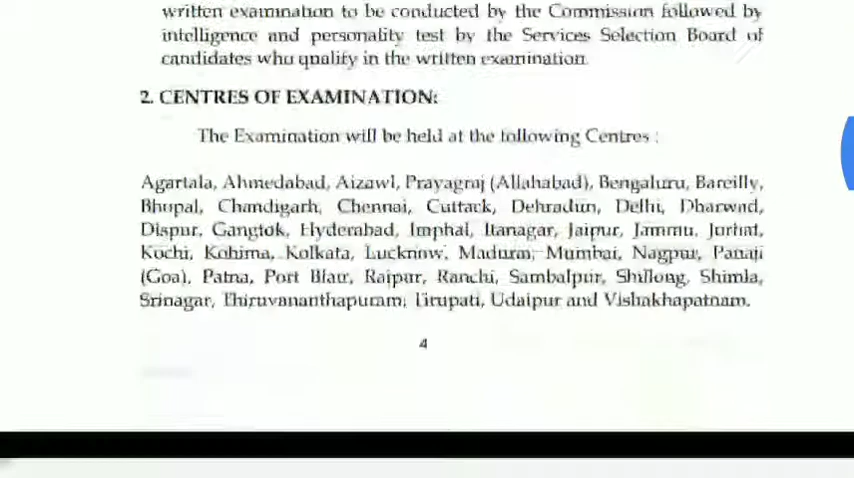 written examination to be conducted by the Commission followed by
intelligence and personality test by the Services Selection Board of
candidates who qualify in the written examination.
2. CENTRES OF EXAMINATION:
The Examination will be held at the following Centres :
Agartala, Ahmedabad, Aizawl, Prayagraj (Allahabad), Bengaluru, Bareilly,
Bhopal, Chandigarh, Chennai, Cuttack, Dehradun, Delhi, Dharwad,
Dispur, Gangtok, Hyderabad, Imphal, Itanagar, Jaipur, Jammu, Jorhat,
Kochi, Kohima, Kolkata, Lucknow, Madurai, Mumbai, Nagpur, Panaji
(Goa), Patna, Port Blair, Raipur, Ranchi, Sambalpur, Shillong, Shimla,
Srinagar, Thiruvananthapuram, Tirupati, Udaipur and Vishakhapatnam.
4